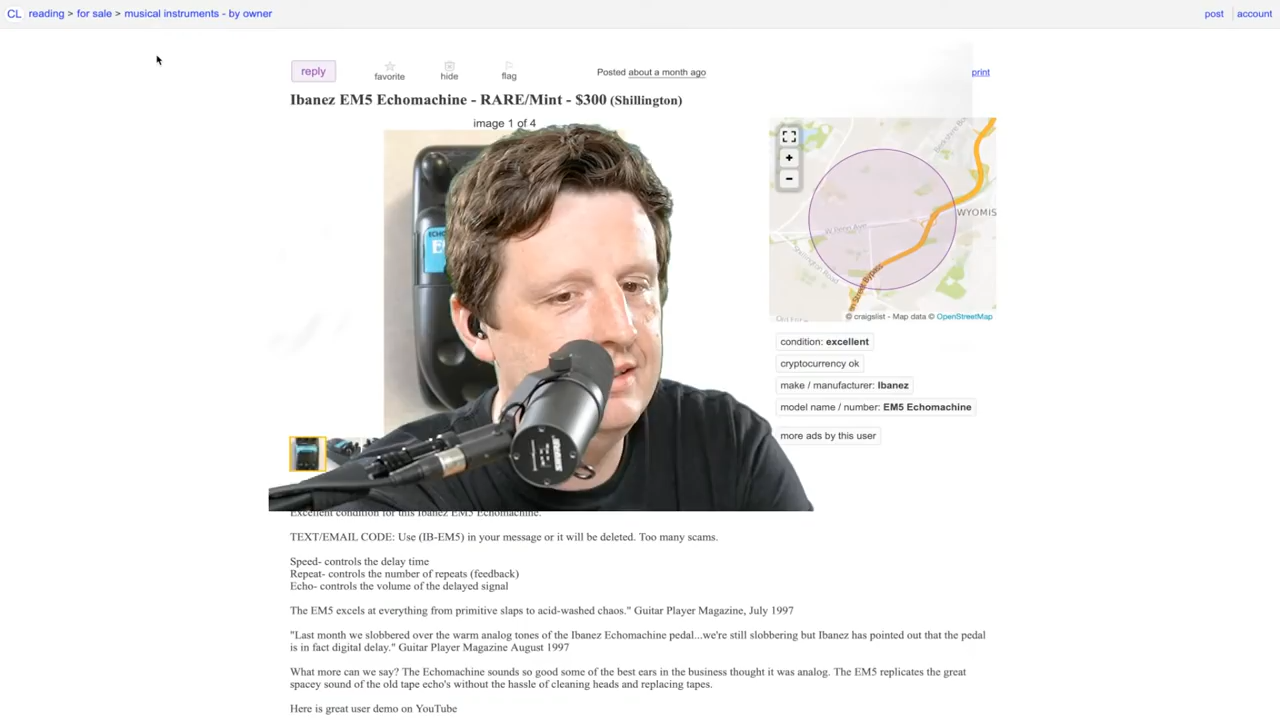 CL reading > for sale > musical instruments - by owner
post account
reply favorite hide flag Posted about a month ago print
Ibanez EM5 Echomachine - RARE/Mint - $300 (Shillington)
image 1 of 4
ECHO
+
WYOMIS
−
Street Bypass
© craigslist - Map data © OpenStreetMap
condition: excellent
cryptocurrency ok
make / manufacturer: Ibanez
model name / number: EM5 Echomachine
more ads by this user
Excellent condition for this Ibanez EM5 Echomachine.
TEXT/EMAIL CODE: Use (IB-EM5) in your message or it will be deleted. Too many scams.
Speed- controls the delay time
Repeat- controls the number of repeats (feedback)
Echo- controls the volume of the delayed signal
The EM5 excels at everything from primitive slaps to acid-washed chaos." Guitar Player Magazine, July 1997
"Last month we slobbered over the warm analog tones of the Ibanez Echomachine pedal...we're still slobbering but Ibanez has pointed out that the pedal
is in fact digital delay." Guitar Player Magazine August 1997
What more can we say? The Echomachine sounds so good some of the best ears in the business thought it was analog. The EM5 replicates the great
spacey sound of the old tape echo's without the hassle of cleaning heads and replacing tapes.
Here is great user demo on YouTube